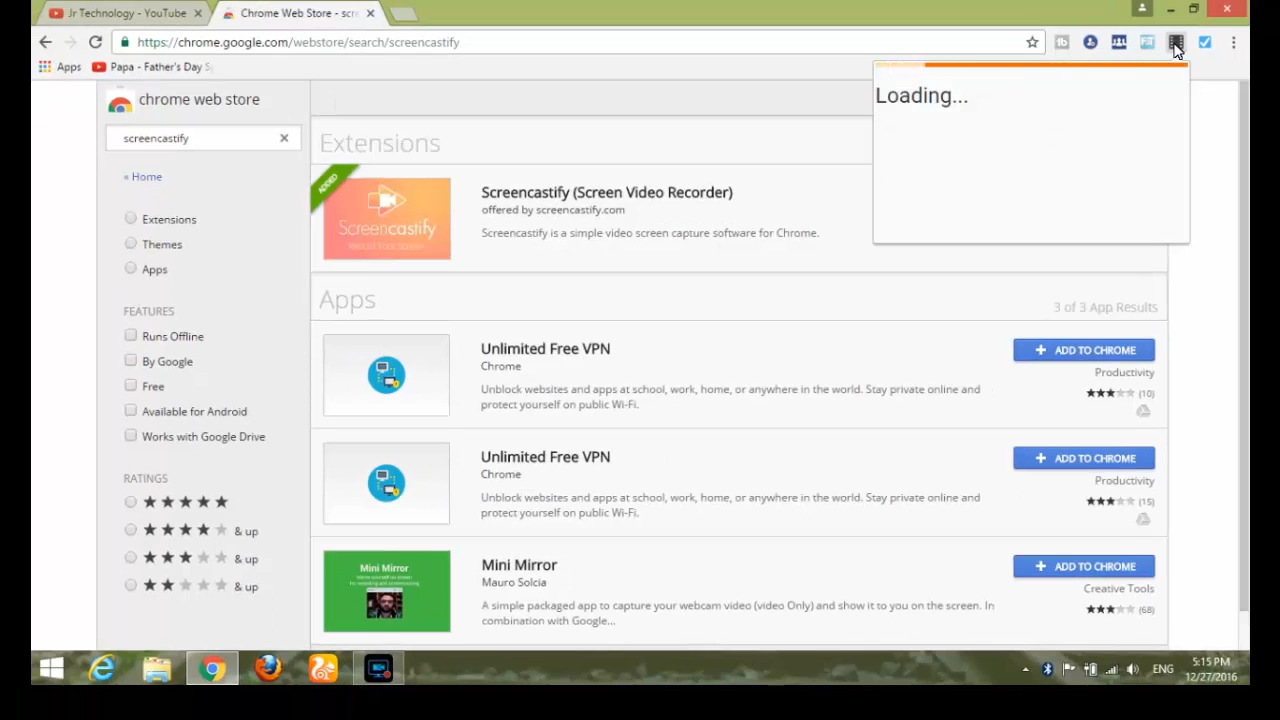 Jr Technology - YouTube
Chrome Web Store - scre
https://chrome.google.com/webstore/search/screencastify
Apps
Papa - Father's Day S
Loading...
chrome web store
screencastify
« Home
Extensions
Themes
Apps
FEATURES
Runs Offline
By Google
Free
Available for Android
Works with Google Drive
RATINGS
& up
& up
& up
Extensions
ADDED
Screencastify
Screencastify (Screen Video Recorder)
offered by screencastify.com
Screencastify is a simple video screen capture software for Chrome.
Apps
3 of 3 App Results
Unlimited Free VPN
Chrome
Unblock websites and apps at school, work, home, or anywhere in the world. Stay private online and
protect yourself on public Wi-Fi.
ADD TO CHROME
Productivity
(10)
Unlimited Free VPN
Chrome
Unblock websites and apps at school, work, home, or anywhere in the world. Stay private online and
protect yourself on public Wi-Fi.
ADD TO CHROME
Productivity
(15)
Mini Mirror
Mini Mirror
Mauro Solcia
A simple packaged app to capture your webcam video (video Only) and show it to you on the screen. In
combination with Google...
ADD TO CHROME
Creative Tools
(68)
ENG
5:15 PM
12/27/2016